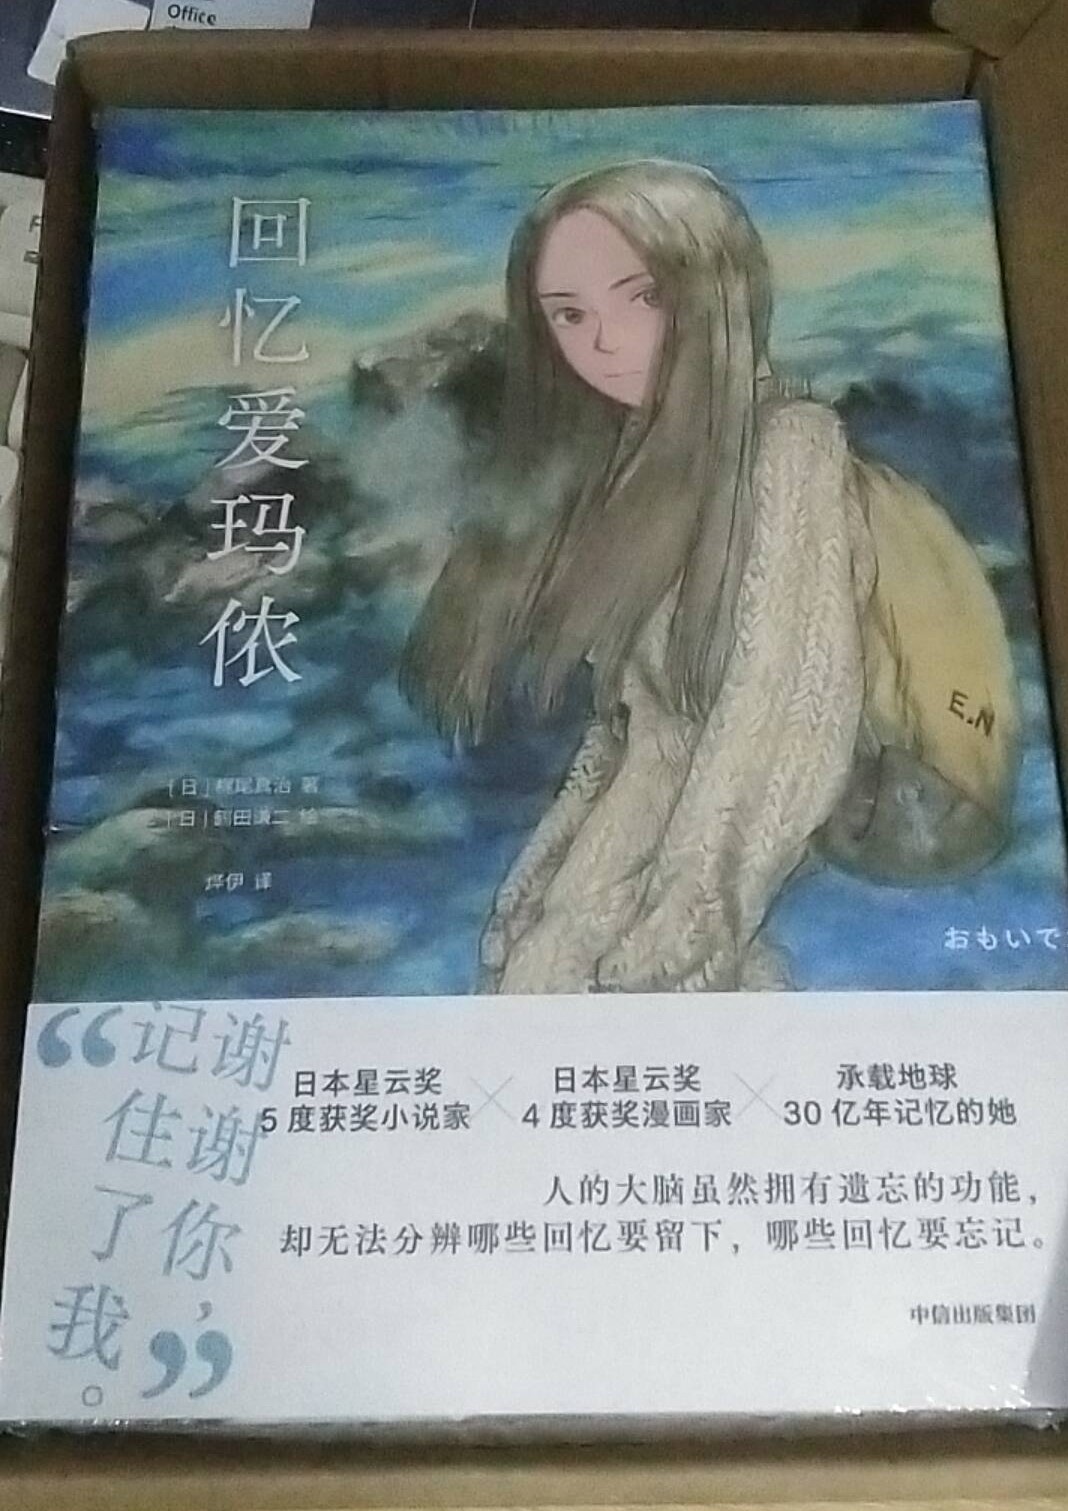 Office
回忆爱玛侬
[日]梶尾真治 著
[日]鹤田谦二 绘
烨伊 译
E.N
おもいで
“谢谢你,
记住了我。”
日本星云奖
5 度获奖小说家
日本星云奖
4 度获奖漫画家
承载地球
30 亿年记忆的她
人的大脑虽然拥有遗忘的功能，
却无法分辨哪些回忆要留下，哪些回忆要忘记。
中信出版集团